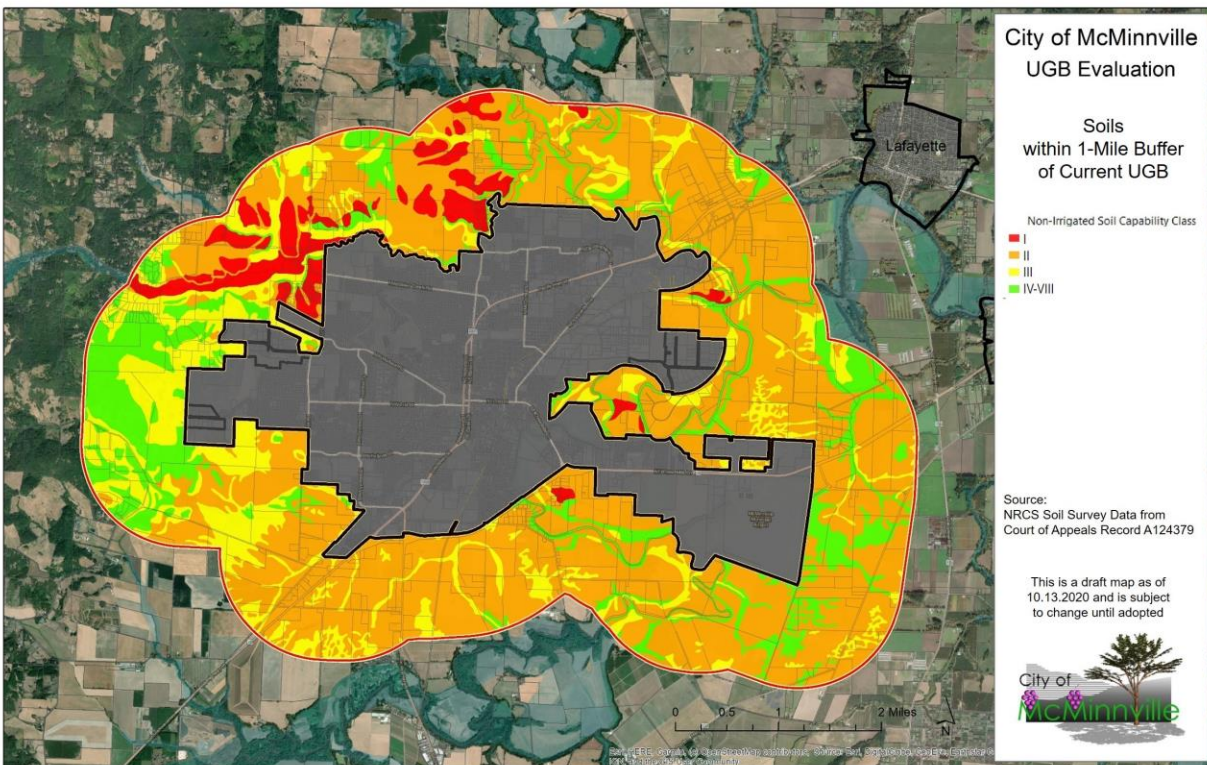 City of McMinnville
UGB Evaluation
Soils
within 1-Mile Buffer
of Current UGB
Non-Irrigated Soil Capability Class
I
II
III
IV-VIII
Source:
NRCS Soil Survey Data from
Court of Appeals Record A124379
This is a draft map as of
10.13.2020 and is subject
to change until adopted
City of
McMinnville
Lafayette
0 0.5 1 2 Miles
N